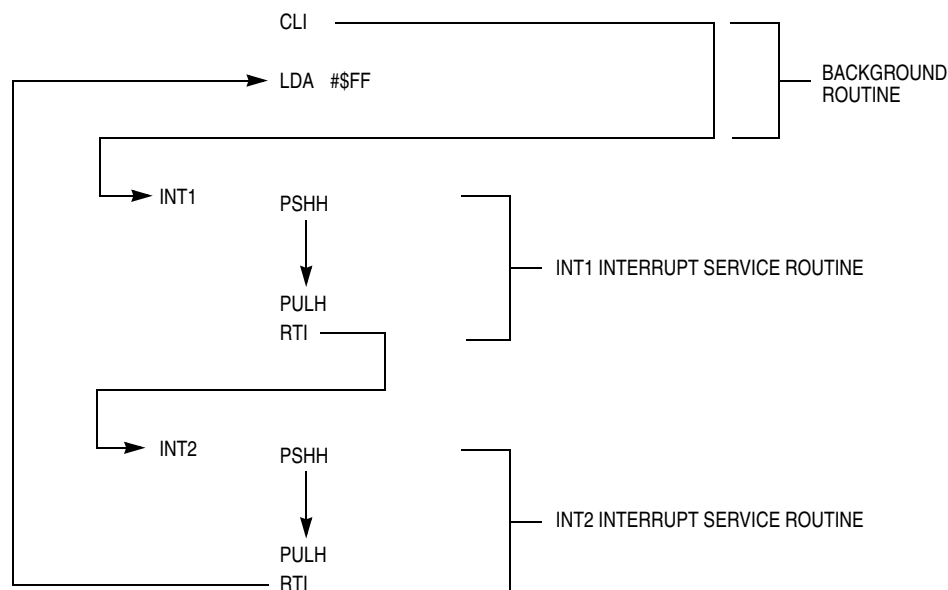 CLI
LDA #$FF
BACKGROUND
ROUTINE
INT1
PSHH
INT1 INTERRUPT SERVICE ROUTINE
PULH
RTI
INT2
PSHH
INT2 INTERRUPT SERVICE ROUTINE
PULH
RTI